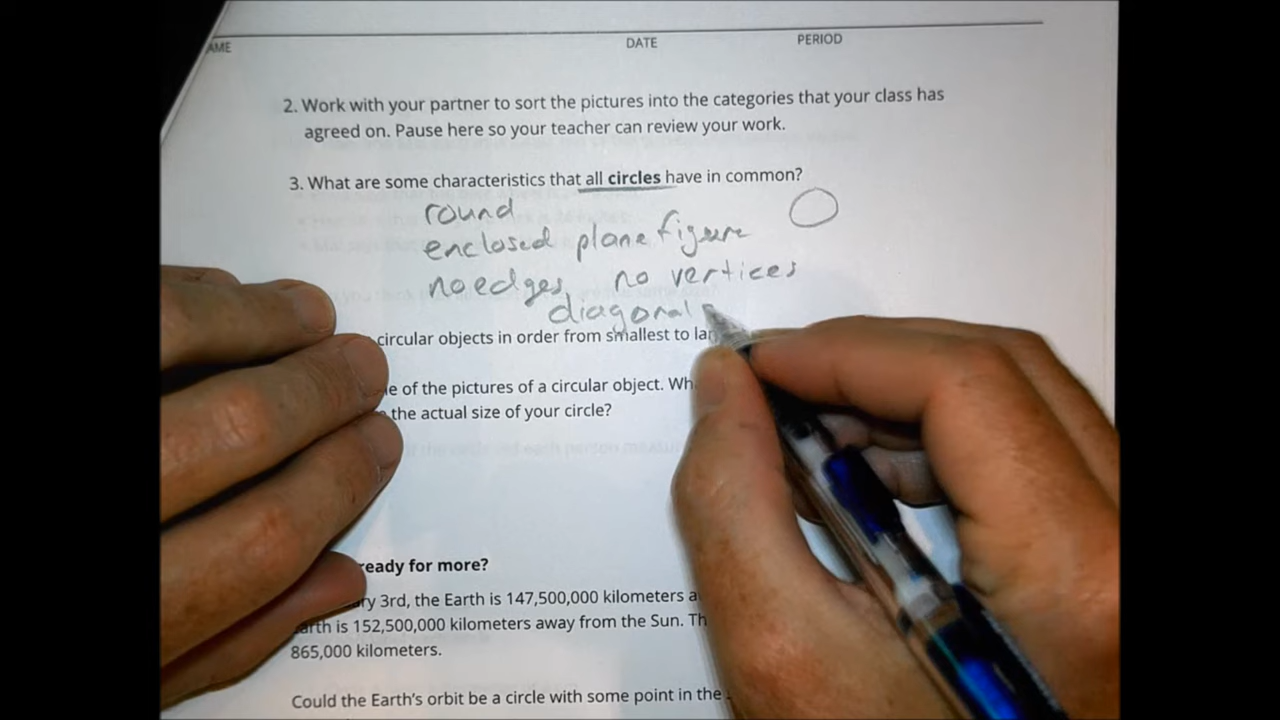 AME DATE PERIOD
2. Work with your partner to sort the pictures into the categories that your class has
agreed on. Pause here so your teacher can review your work.
3. What are some characteristics that all circles have in common?
round
enclosed plane figure
no edges, no vertices
diagonal
circular objects in order from smallest to lar
of the pictures of a circular object. Wh
the actual size of your circle?
eady for more?
ry 3rd, the Earth is 147,500,000 kilometers a
arth is 152,500,000 kilometers away from the Sun. Th
865,000 kilometers.
Could the Earth's orbit be a circle with some point in the